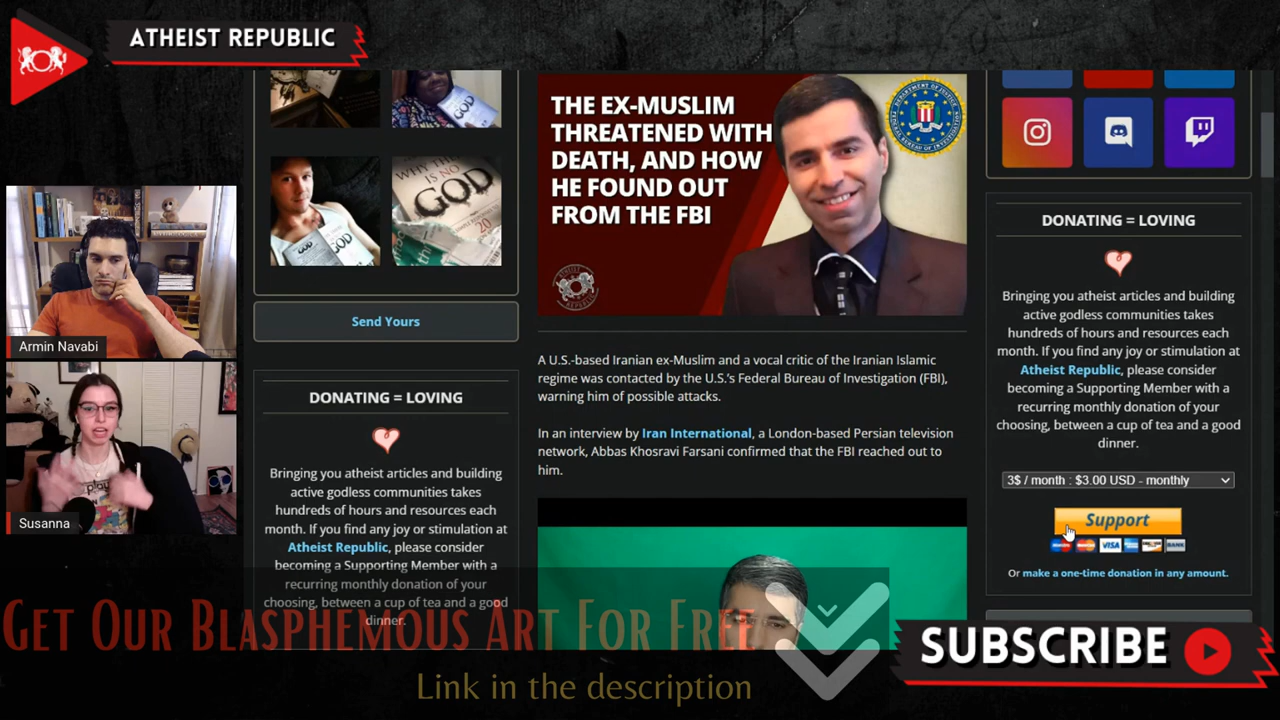 ATHEIST REPUBLIC
THE EX-MUSLIM
THREATENED WITH
DEATH, AND HOW
HE FOUND OUT
FROM THE FBI
WHY THERE
IS NO
GOD
20
Send Yours
DONATING = LOVING
Bringing you atheist articles and building
active godless communities takes
hundreds of hours and resources each
month. If you find any joy or stimulation at
Atheist Republic, please consider
becoming a Supporting Member with a
recurring monthly donation of your
choosing, between a cup of tea and a good
dinner.
A U.S.-based Iranian ex-Muslim and a vocal critic of the Iranian Islamic
regime was contacted by the U.S.'s Federal Bureau of Investigation (FBI),
warning him of possible attacks.
In an interview by Iran International, a London-based Persian television
network, Abbas Khosravi Farsani confirmed that the FBI reached out to
him.
DONATING = LOVING
Bringing you atheist articles and building
active godless communities takes
hundreds of hours and resources each
month. If you find any joy or stimulation at
Atheist Republic, please consider
becoming a Supporting Member with a
recurring monthly donation of your
choosing, between a cup of tea and a good
dinner.
3$ / month : $3.00 USD - monthly
Support
VISA
BANK
Or make a one-time donation in any amount.
Armin Navabi
Susanna
Get Our Blasphemous Art For Free
Link in the description
SUBSCRIBE